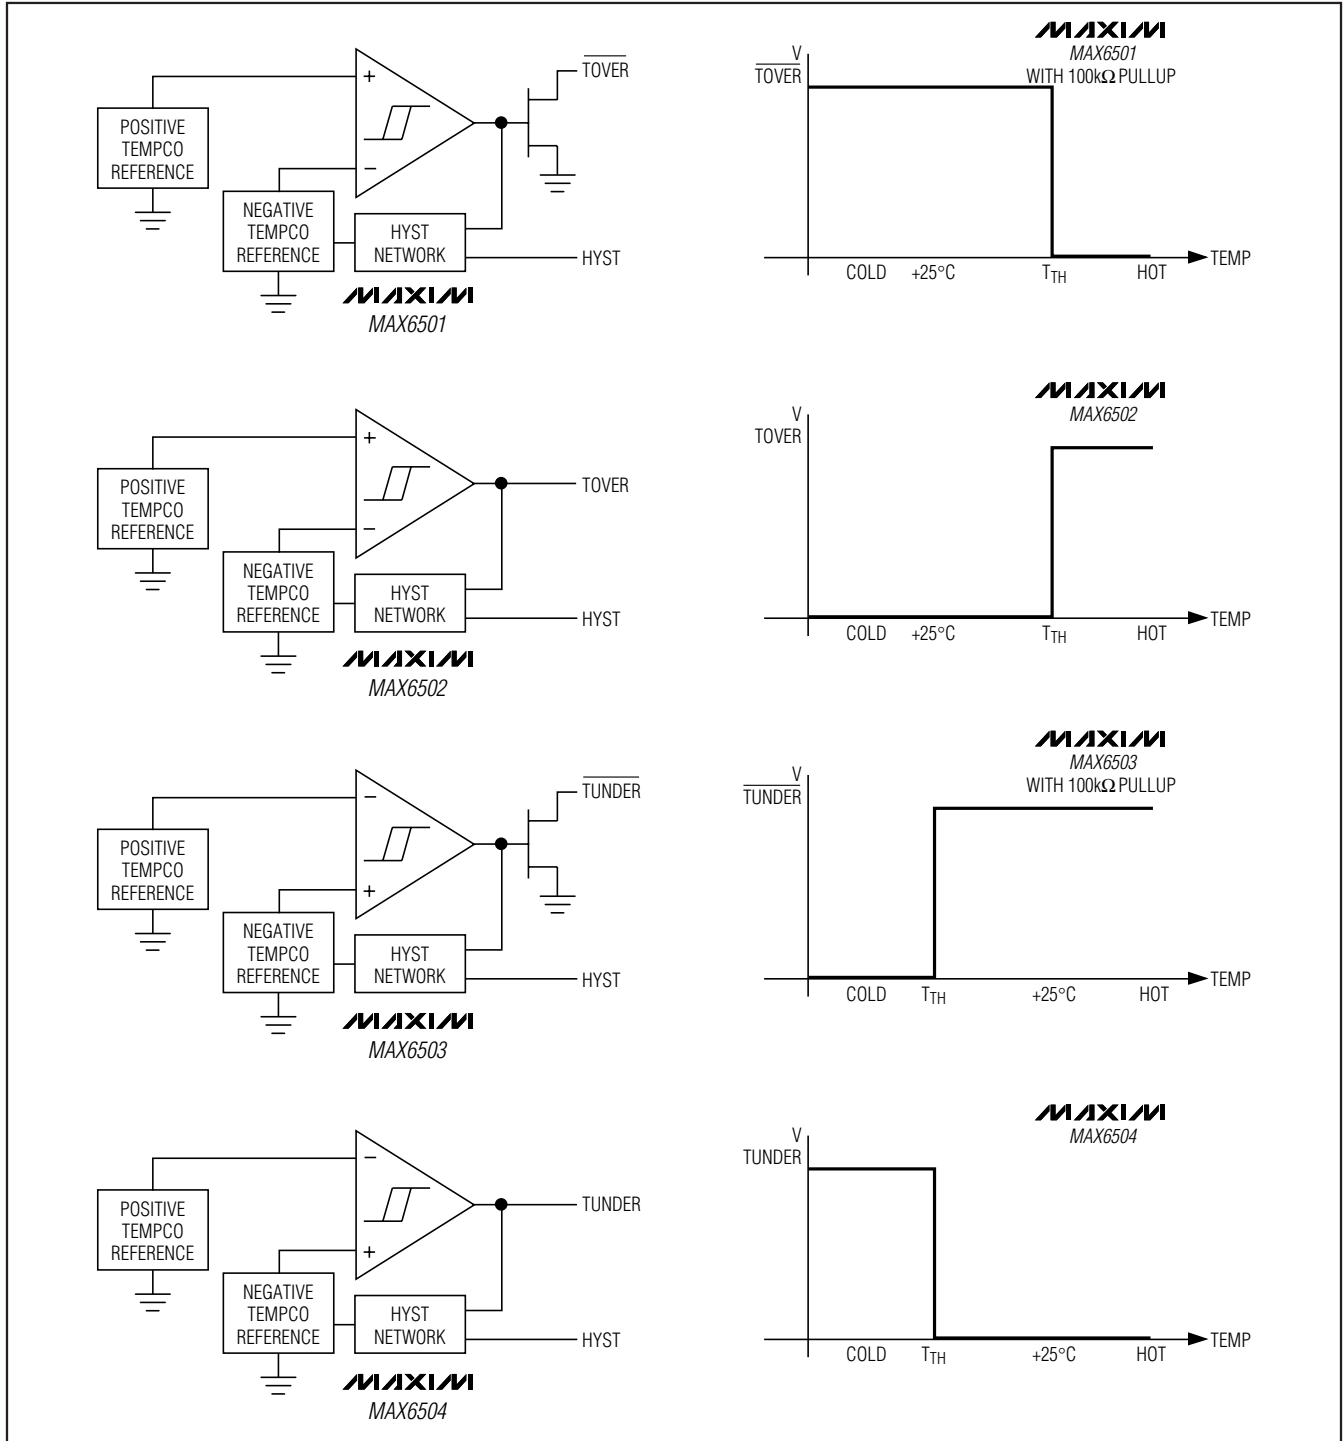 +
TOVER
POSITIVE
TEMPCO
REFERENCE
−
NEGATIVE
TEMPCO
REFERENCE
HYST
NETWORK
HYST
MAXIM
MAX6501
MAXIM
MAX6501
WITH 100kΩ PULLUP
V
TOVER
COLD +25°C TTH HOT
TEMP
+
TOVER
POSITIVE
TEMPCO
REFERENCE
−
NEGATIVE
TEMPCO
REFERENCE
HYST
NETWORK
HYST
MAXIM
MAX6502
MAXIM
MAX6502
V
TOVER
COLD +25°C TTH HOT
TEMP
−
TUNDER
POSITIVE
TEMPCO
REFERENCE
+
NEGATIVE
TEMPCO
REFERENCE
HYST
NETWORK
HYST
MAXIM
MAX6503
MAXIM
MAX6503
WITH 100kΩ PULLUP
V
TUNDER
COLD TTH +25°C HOT
TEMP
−
TUNDER
POSITIVE
TEMPCO
REFERENCE
+
NEGATIVE
TEMPCO
REFERENCE
HYST
NETWORK
HYST
MAXIM
MAX6504
MAXIM
MAX6504
V
TUNDER
COLD TTH +25°C HOT
TEMP